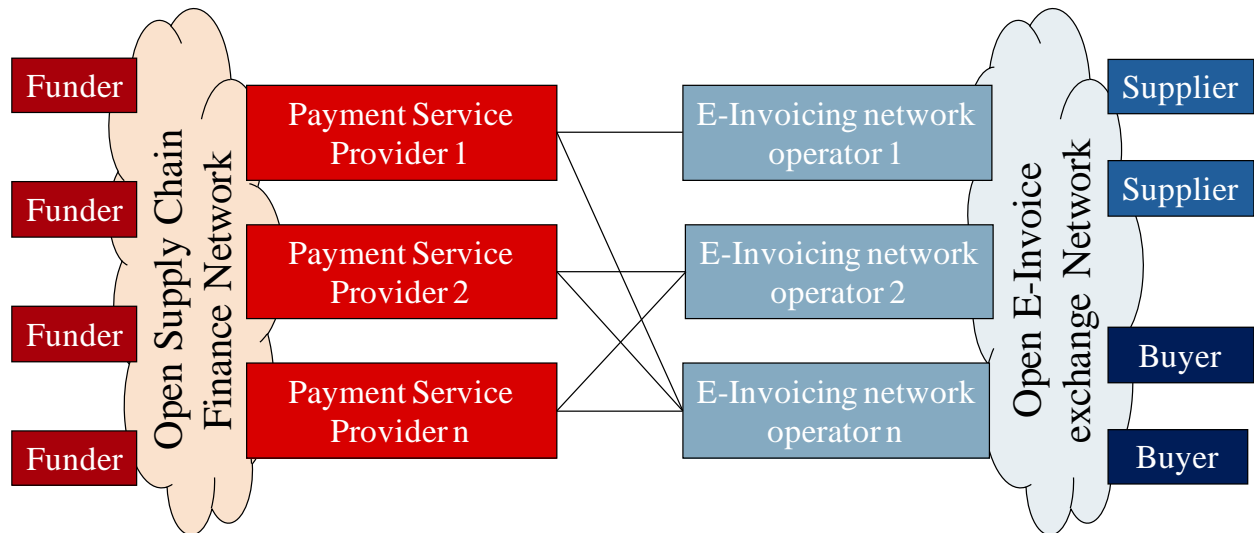 Funder
Funder
Funder
Funder
Open Supply Chain
Finance Network
Payment Service
Provider 1
Payment Service
Provider 2
Payment Service
Provider n
E-Invoicing network
operator 1
E-Invoicing network
operator 2
E-Invoicing network
operator n
Open E-Invoice
exchange Network
Supplier
Supplier
Buyer
Buyer